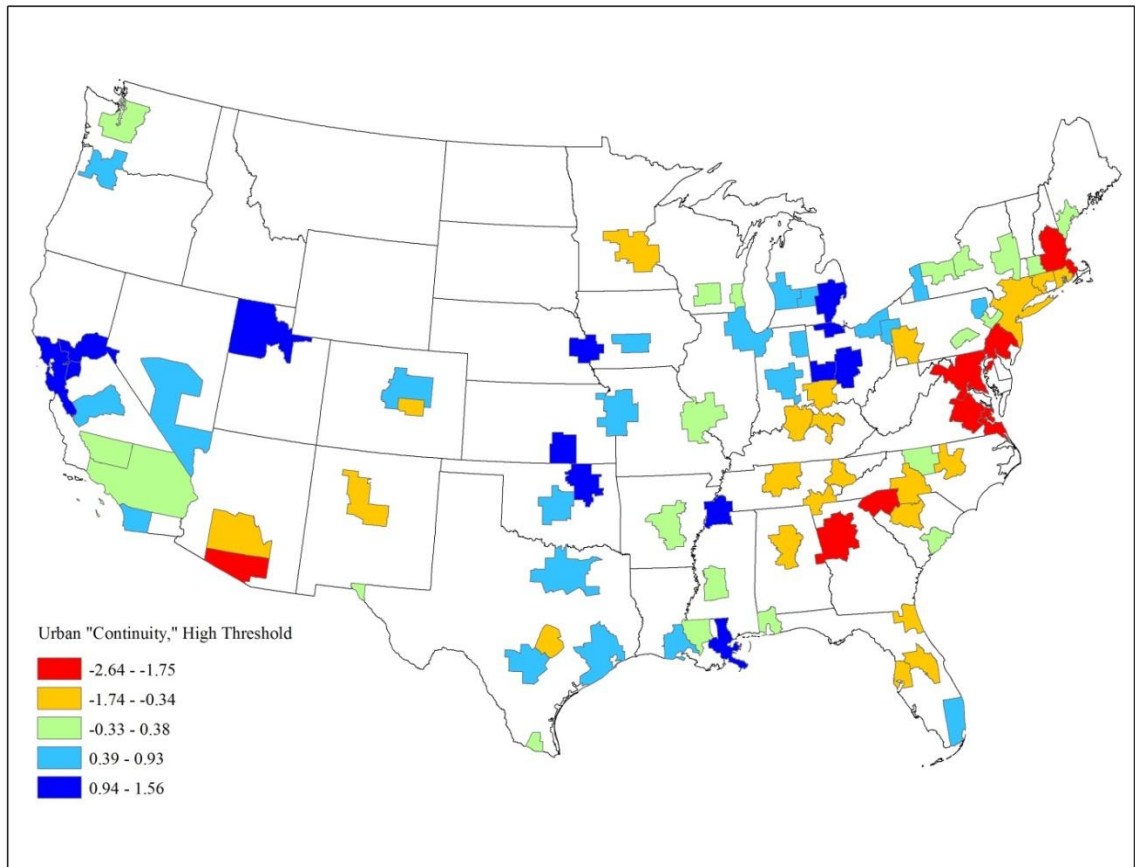 Urban "Continuity," High Threshold
-2.64 - -1.75
-1.74 - -0.34
-0.33 - 0.38
0.39 - 0.93
0.94 - 1.56